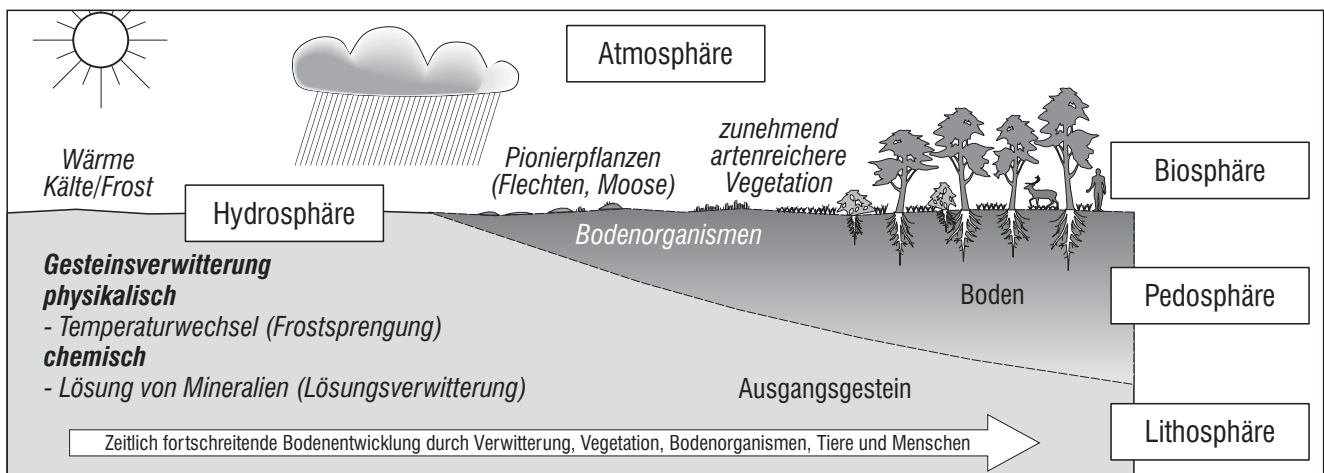 Atmosphäre
Wärme
Kälte/Frost
Pionierpflanzen
(Flechten, Moose)
zunehmend
artenreichere
Vegetation
Biosphäre
Hydrosphäre
Bodenorganismen
Gesteinsverwitterung
physikalisch
- Temperaturwechsel (Frostsprengung)
chemisch
- Lösung von Mineralien (Lösungsverwitterung)
Boden
Pedosphäre
Ausgangsgestein
Zeitlich fortschreitende Bodenentwicklung durch Verwitterung, Vegetation, Bodenorganismen, Tiere und Menschen
Lithosphäre